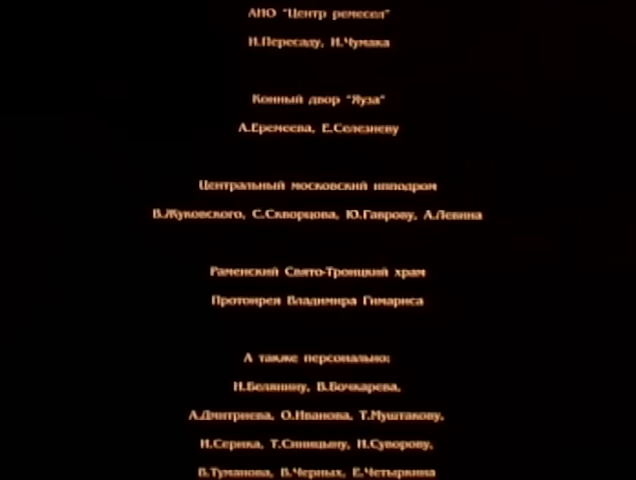 АНО "Центр ремесел"
И.Пересаду, И.Чумака
Конный двор "Яуза"
А.Еремеева, Е.Селезневу
Центральный московский ипподром
В.Жуковского, С.Скворцова, Ю.Гаврову, А.Левина
Раменский Свято-Троицкий храм
Протоирея Владимира Гимариса
А также персонально:
И.Белянину, В.Бочкарева,
А.Дмитриева, О.Иванова, Т.Муштакову,
И.Серика, Т.Синицыну, И.Суворову,
В.Туманова, В.Черных, Е.Четыркина